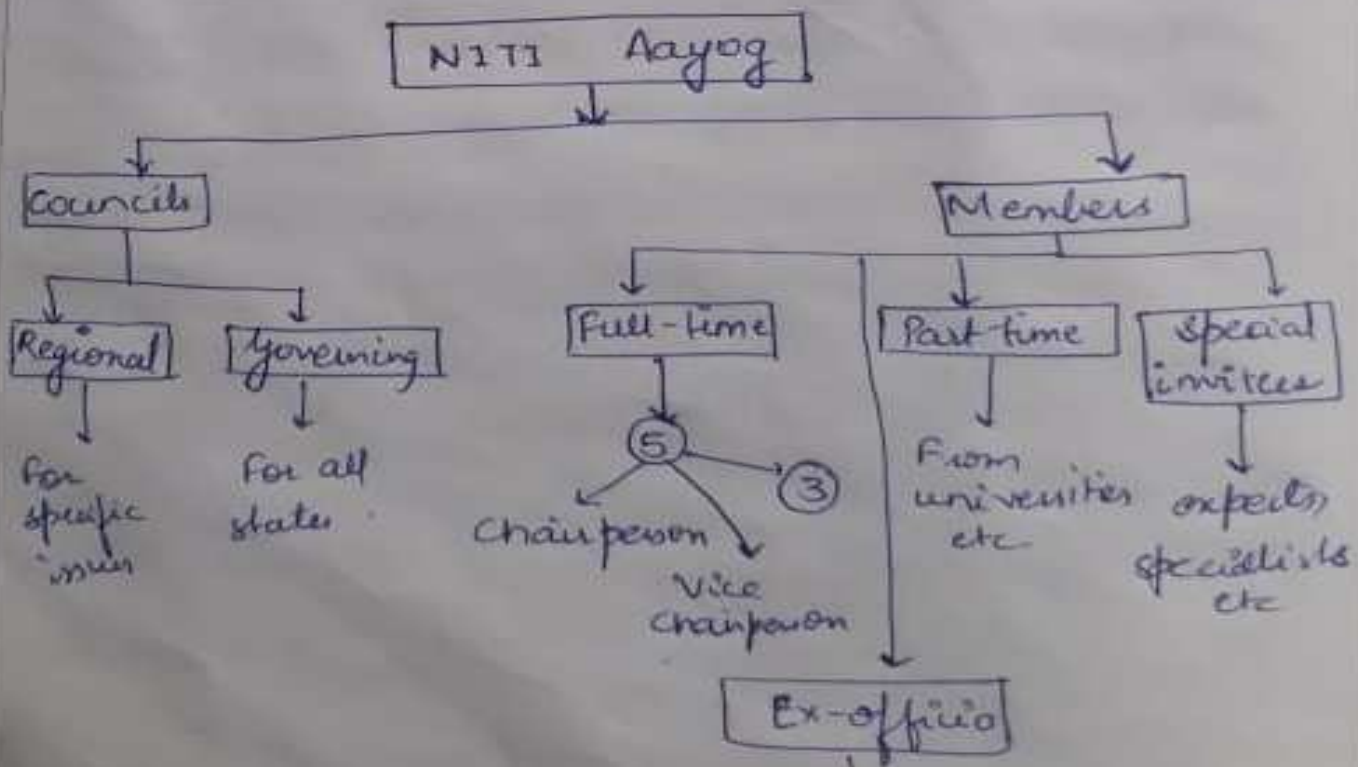 NITI Aayog
Councils
Members
Regional
Governing
Full-time
Part-time
special
invitees
For
specific
issues
For all
states
5
3
Chairperson
Vice
Chairperson
From
universities
etc
experts,
specialists
etc
Ex-officio